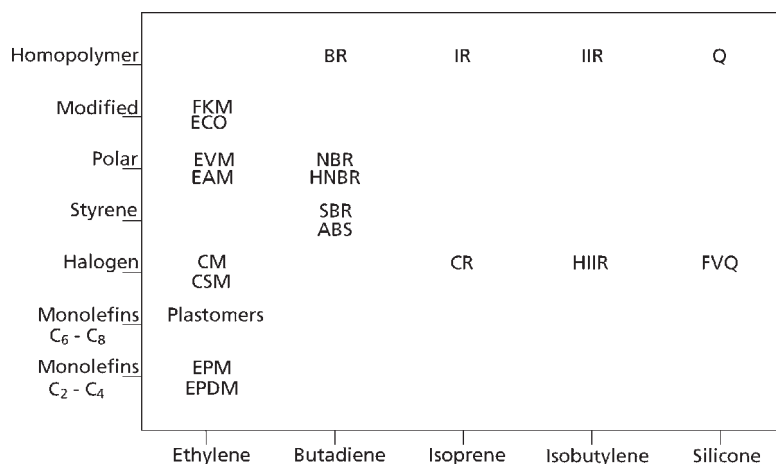 Homopolymer BR IR IIR Q
Modified FKM
ECO
Polar EVM NBR
EAM HNBR
Styrene SBR
ABS
Halogen CM CR HIIR FVQ
CSM
Monolefins Plastomers
C₆ - C₈
Monolefins EPM
C₂ - C₄ EPDM
Ethylene Butadiene Isoprene Isobutylene Silicone